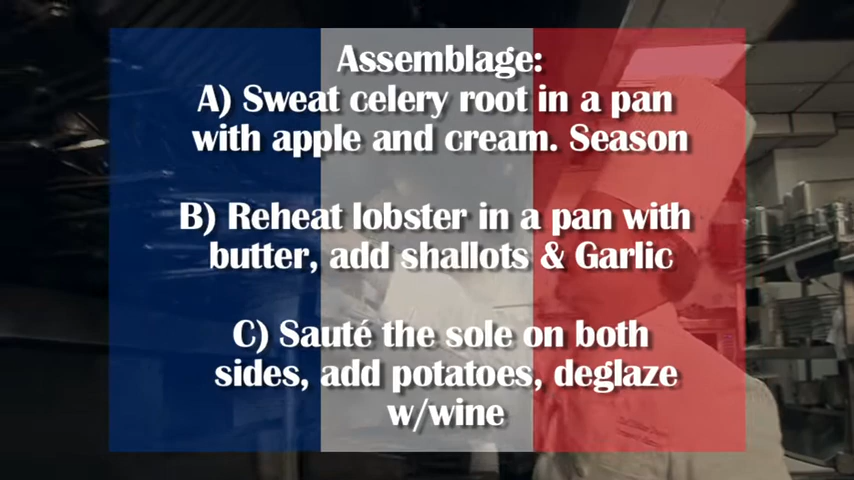 Assemblage:
A) Sweat celery root in a pan
with apple and cream. Season
B) Reheat lobster in a pan with
butter, add shallots & Garlic
C) Sauté the sole on both
sides, add potatoes, deglaze
w/wine